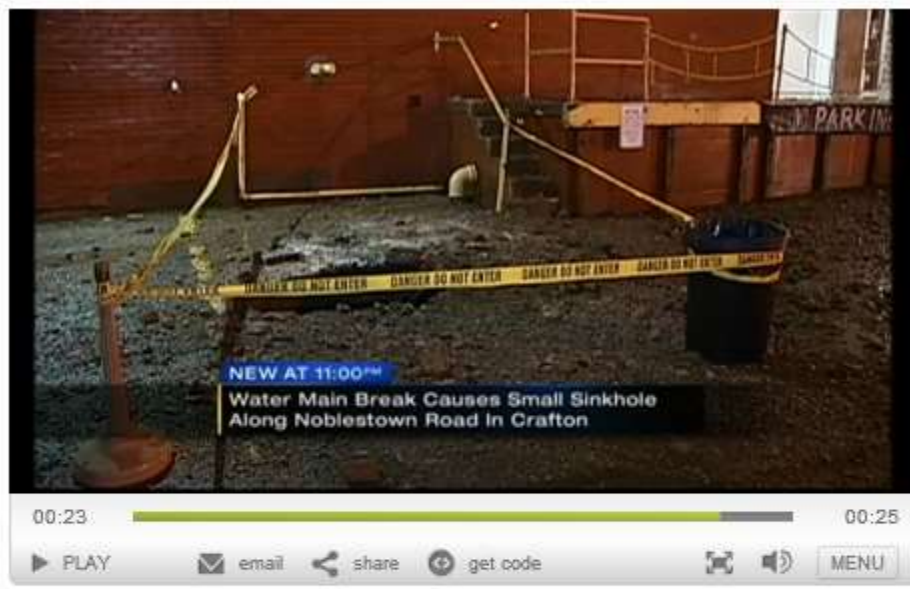 PARKIN
DANGER DO NOT ENTER DANGER DO NOT ENTER DANGER DO NOT ENTER DANGER DO NOT ENTER
NEW AT 11:00PM
Water Main Break Causes Small Sinkhole
Along Noblestown Road In Crafton
00:23
00:25
PLAY
email
share
get code
MENU